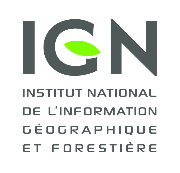 IGN
INSTITUT NATIONAL
DE L'INFORMATION
GÉOGRAPHIQUE
ET FORESTIÈRE